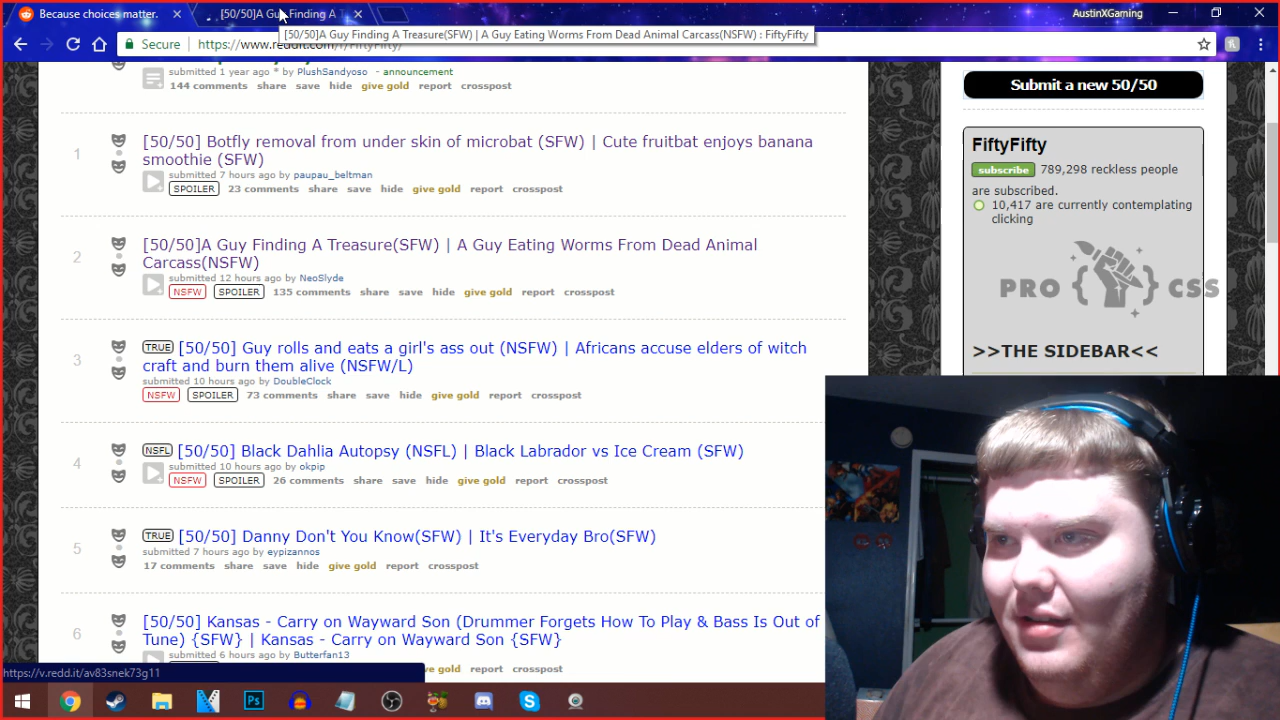 Because choices matter.
[50/50]A Guy Finding A T
AustinXGaming
[50/50]A Guy Finding A Treasure(SFW) | A Guy Eating Worms From Dead Animal Carcass(NSFW) : FiftyFifty
Secure
https://www.reddit.com/r/FiftyFifty/
submitted 1 year ago * by PlushSandyoso - announcement
144 comments share save hide give gold report crosspost
1
[50/50] Botfly removal from under skin of microbat (SFW) | Cute fruitbat enjoys banana
smoothie (SFW)
submitted 7 hours ago by paupau_beltman
SPOILER 23 comments share save hide give gold report crosspost
2
[50/50]A Guy Finding A Treasure(SFW) | A Guy Eating Worms From Dead Animal
Carcass(NSFW)
submitted 12 hours ago by NeoSlyde
NSFW SPOILER 135 comments share save hide give gold report crosspost
3
TRUE [50/50] Guy rolls and eats a girl's ass out (NSFW) | Africans accuse elders of witch
craft and burn them alive (NSFW/L)
submitted 10 hours ago by DoubleClock
NSFW SPOILER 73 comments share save hide give gold report crosspost
4
NSFL [50/50] Black Dahlia Autopsy (NSFL) | Black Labrador vs Ice Cream (SFW)
submitted 10 hours ago by okpip
NSFW SPOILER 26 comments share save hide give gold report crosspost
5
TRUE [50/50] Danny Don't You Know(SFW) | It's Everyday Bro(SFW)
submitted 7 hours ago by eypizannos
17 comments share save hide give gold report crosspost
6
[50/50] Kansas - Carry on Wayward Son (Drummer Forgets How To Play & Bass Is Out of
Tune) {SFW} | Kansas - Carry on Wayward Son {SFW}
submitted 6 hours ago by Butterfan13
ve gold report crosspost
https://v.redd.it/av83snek73g11
Submit a new 50/50
FiftyFifty
subscribe 789,298 reckless people
are subscribed.
10,417 are currently contemplating
clicking
PRO { } CSS
>>THE SIDEBAR<<
Ps